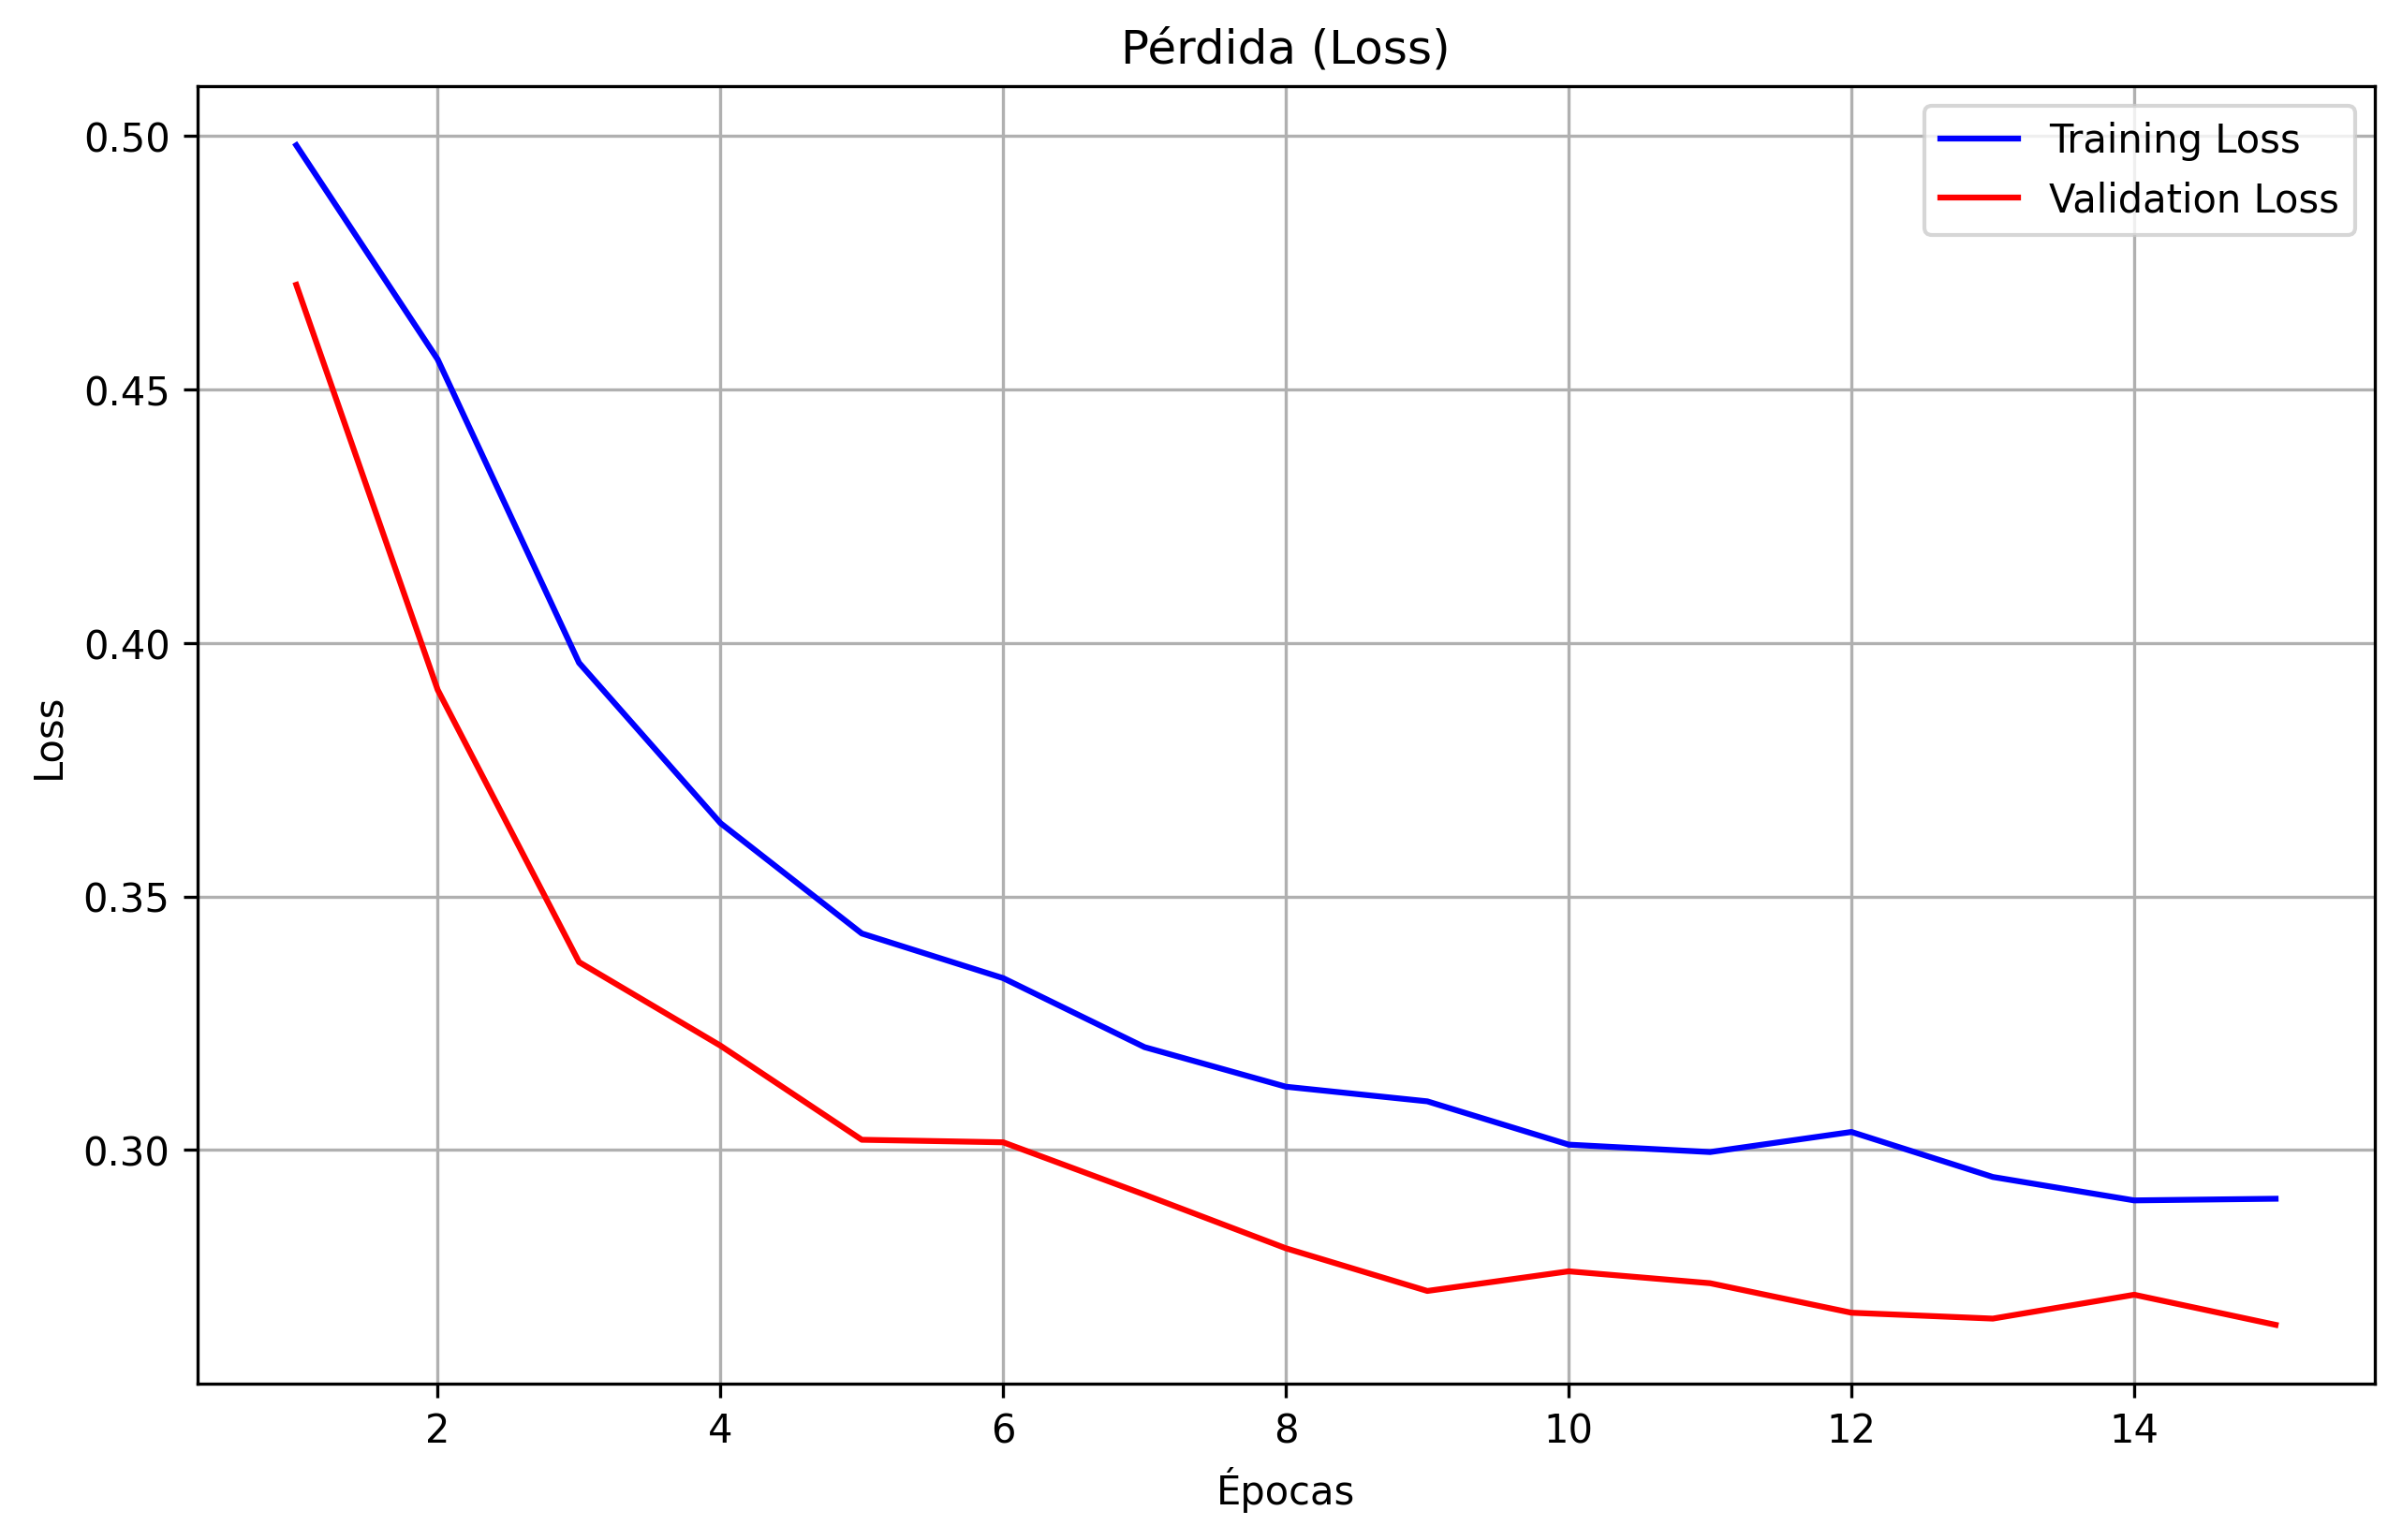 Pérdida (Loss)
Training Loss
Validation Loss
0.50
0.45
0.40
0.35
0.30
Loss
2 4 6 8 10 12 14
Épocas